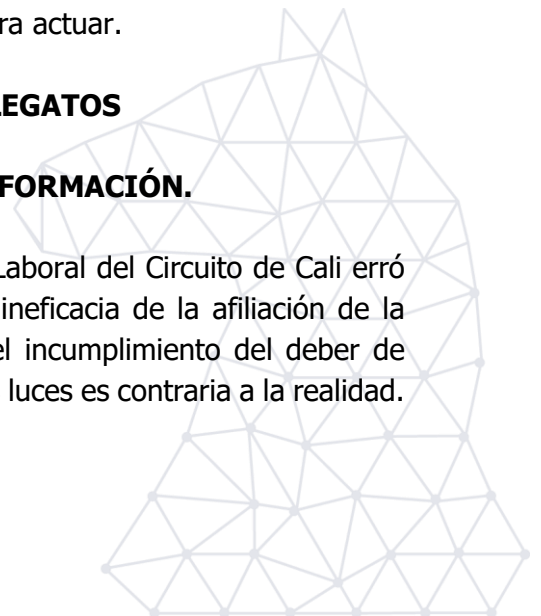 ra actuar.
LEGATOS
FORMACIÓN.
Laboral del Circuito de Cali erró
ineficacia de la afiliación de la
el incumplimiento del deber de
luces es contraria a la realidad.